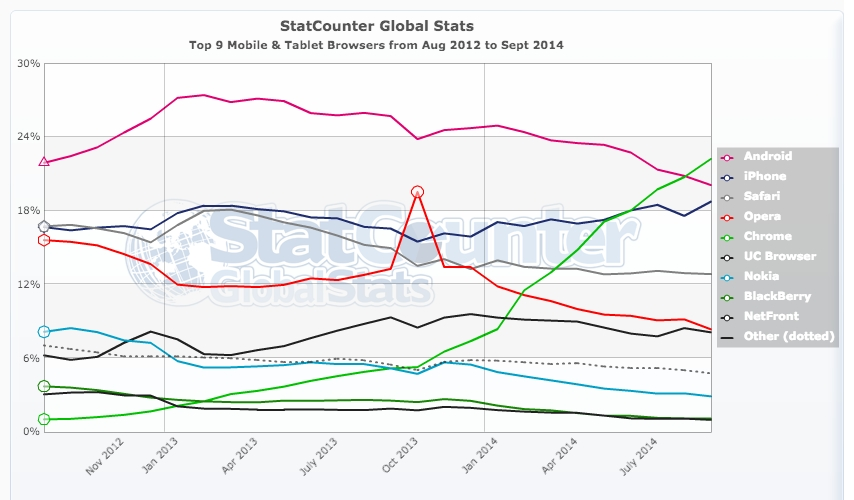 StatCounter Global Stats
Top 9 Mobile & Tablet Browsers from Aug 2012 to Sept 2014
30%
24%
18%
12%
6%
0%
StatCounter
GlobalStats
Android
iPhone
Safari
Opera
Chrome
UC Browser
Nokia
BlackBerry
NetFront
Other (dotted)
Nov 2012
Jan 2013
Apr 2013
July 2013
Oct 2013
Jan 2014
Apr 2014
July 2014